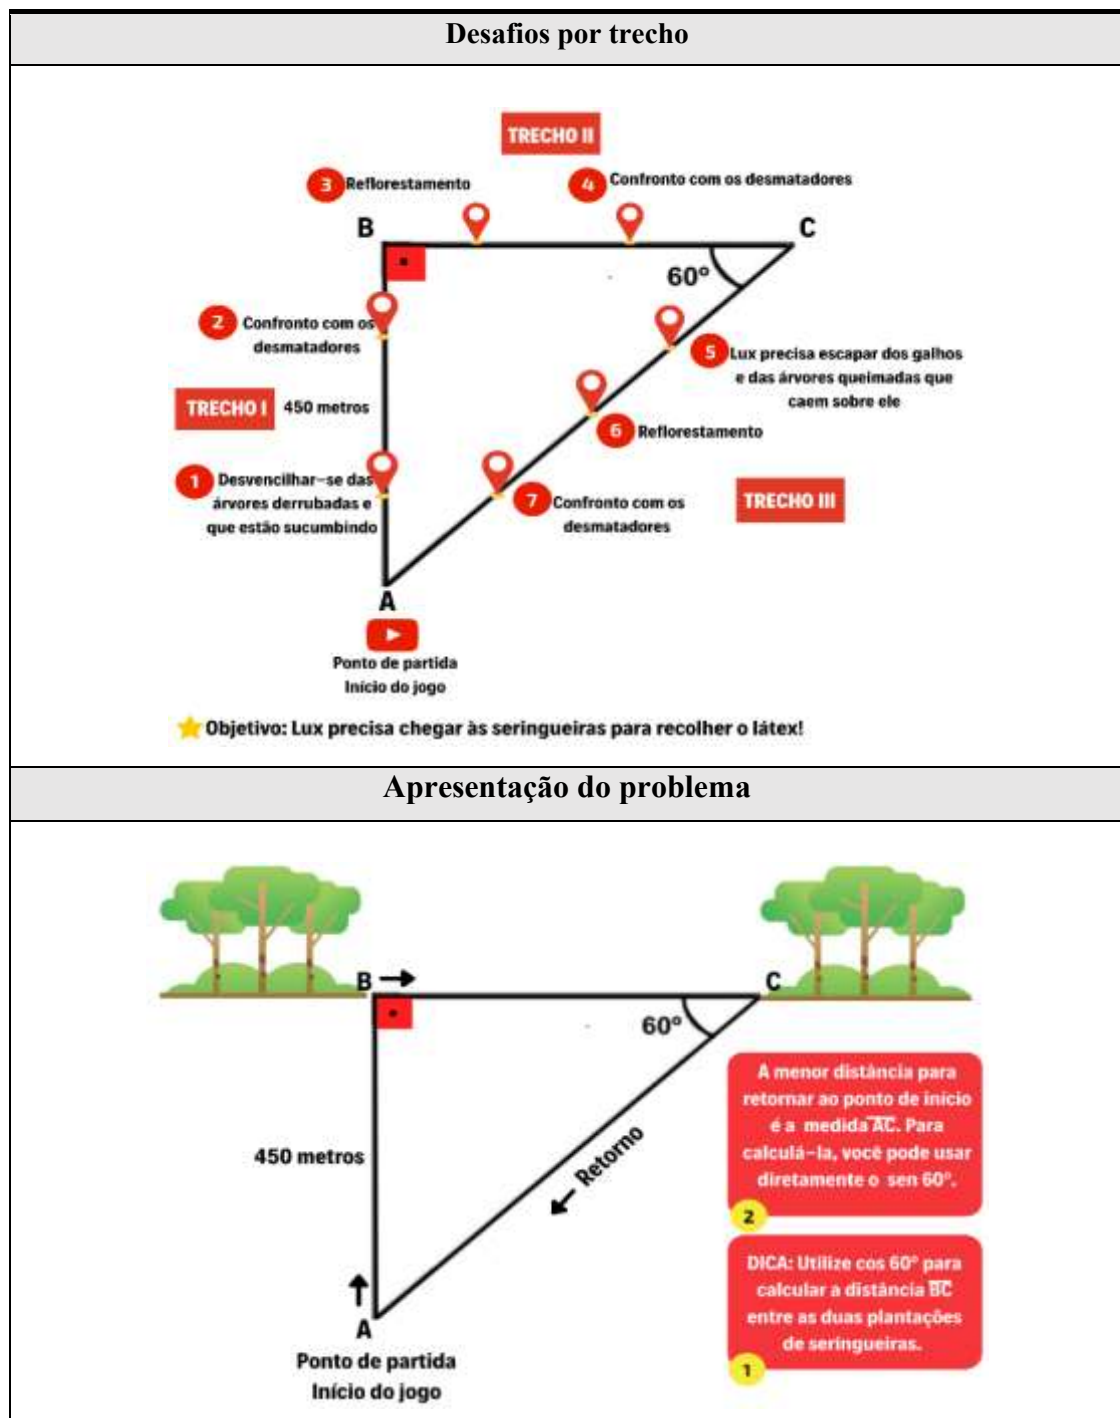 Desafios por trecho
TRECHO II
3 Reflorestamento
4 Confronto com os desmatadores
B
C
60º
2 Confronto com os
desmatadores
5 Lux precisa escapar dos galhos
e das árvores queimadas que
caem sobre ele
TRECHO I 450 metros
6 Reflorestamento
1 Desvencilhar-se das
árvores derrubadas e
que estão sucumbindo
7 Confronto com os
desmatadores
TRECHO III
A
Ponto de partida
Início do jogo
Objetivo: Lux precisa chegar às seringueiras para recolher o látex!
Apresentação do problema
B
C
60º
A menor distância para
retornar ao ponto de início
é a medida AC. Para
calculá-la, você pode usar
diretamente o sen 60º.
2
450 metros
Retorno
DICA: Utilize cos 60º para
calcular a distância BC
entre as duas plantações
de seringueiras.
1
A
Ponto de partida
Início do jogo